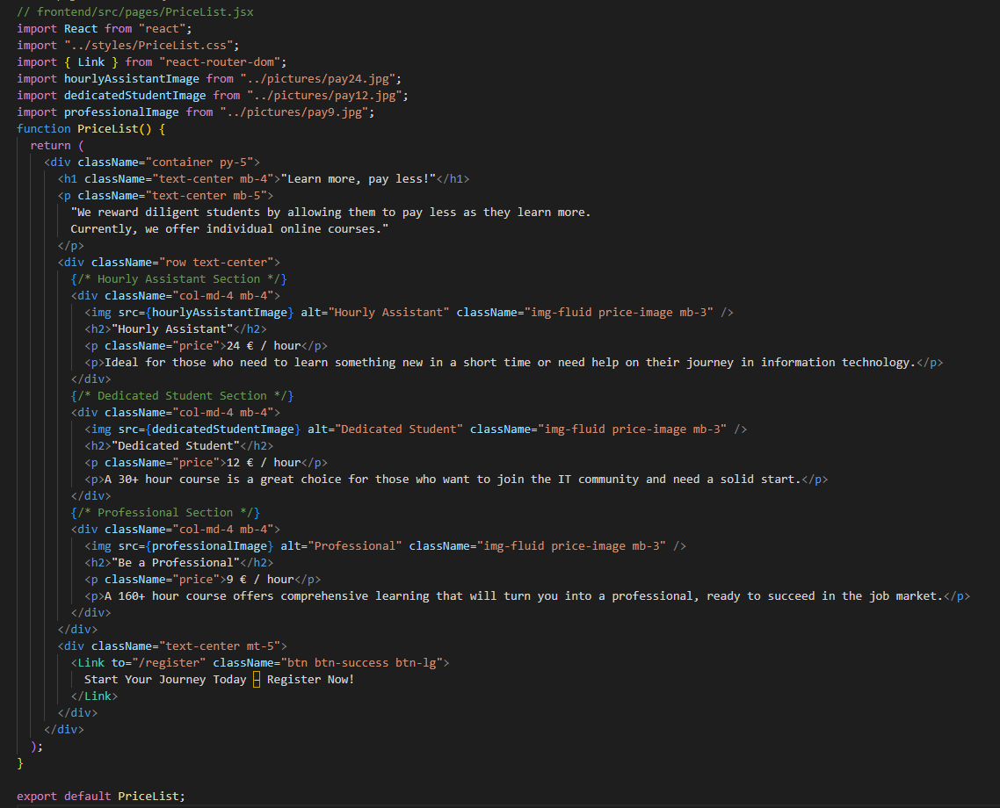 // frontend/src/pages/PriceList.jsx
import React from "react";
import "../styles/PriceList.css";
import { Link } from "react-router-dom";
import hourlyAssistantImage from "../pictures/pay24.jpg";
import dedicatedStudentImage from "../pictures/pay12.jpg";
import professionalImage from "../pictures/pay9.jpg";
function PriceList() {
  return (
    <div className="container py-5">
      <h1 className="text-center mb-4">"Learn more, pay less!"</h1>
      <p className="text-center mb-5">
        "We reward diligent students by allowing them to pay less as they learn more.
        Currently, we offer individual online courses."
      </p>
      <div className="row text-center">
        {/* Hourly Assistant Section */}
        <div className="col-md-4 mb-4">
          <img src={hourlyAssistantImage} alt="Hourly Assistant" className="img-fluid price-image mb-3" />
          <h2>"Hourly Assistant"</h2>
          <p className="price">24 € / hour</p>
          <p>Ideal for those who need to learn something new in a short time or need help on their journey in information technology.</p>
        </div>
        {/* Dedicated Student Section */}
        <div className="col-md-4 mb-4">
          <img src={dedicatedStudentImage} alt="Dedicated Student" className="img-fluid price-image mb-3" />
          <h2>"Dedicated Student"</h2>
          <p className="price">12 € / hour</p>
          <p>A 30+ hour course is a great choice for those who want to join the IT community and need a solid start.</p>
        </div>
        {/* Professional Section */}
        <div className="col-md-4 mb-4">
          <img src={professionalImage} alt="Professional" className="img-fluid price-image mb-3" />
          <h2>"Be a Professional"</h2>
          <p className="price">9 € / hour</p>
          <p>A 160+ hour course offers comprehensive learning that will turn you into a professional, ready to succeed in the job market.</p>
        </div>
      </div>
      <div className="text-center mt-5">
        <Link to="/register" className="btn btn-success btn-lg">
          Start Your Journey Today – Register Now!
        </Link>
      </div>
    </div>
  );
}

export default PriceList;